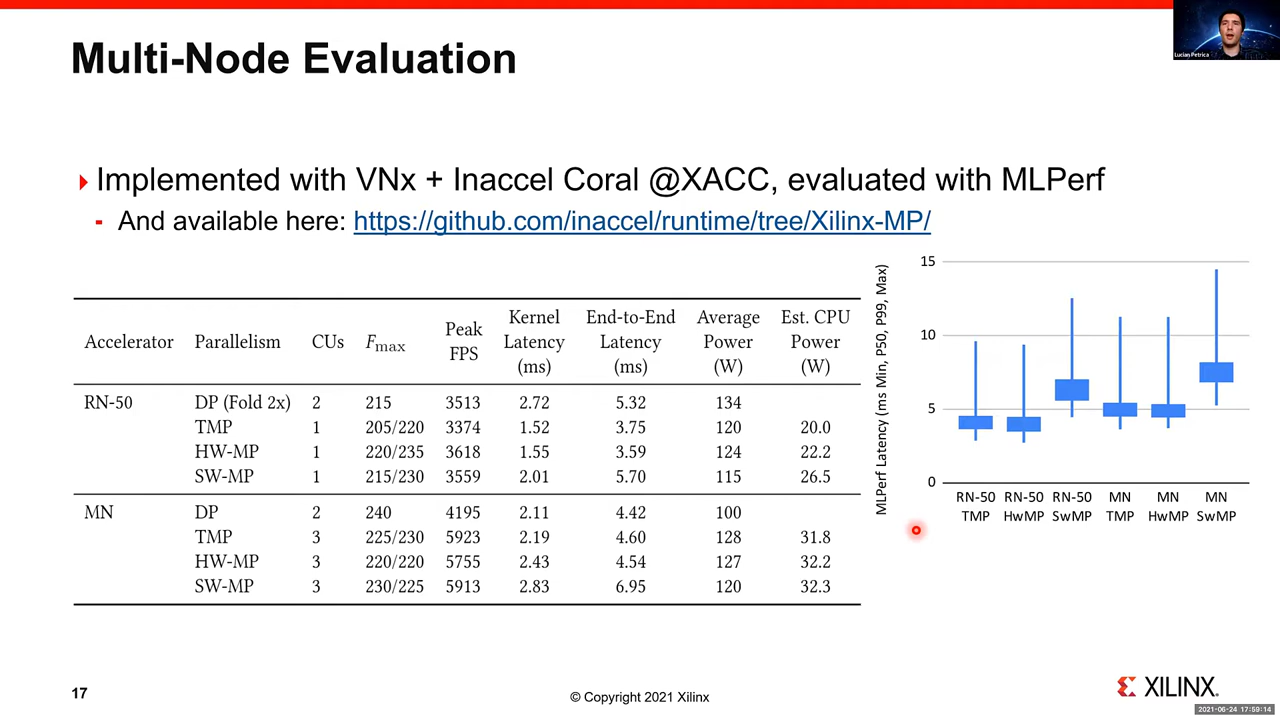 Multi-Node Evaluation
Lucian Petrica
Implemented with VNx + Inaccel Coral @XACC, evaluated with MLPerf
- And available here: https://github.com/inaccel/runtime/tree/Xilinx-MP/
Accelerator Parallelism CUs Fmax Peak FPS Kernel Latency (ms) End-to-End Latency (ms) Average Power (W) Est. CPU Power (W)
RN-50 DP (Fold 2x) 2 215 3513 2.72 5.32 134
TMP 1 205/220 3374 1.52 3.75 120 20.0
HW-MP 1 220/235 3618 1.55 3.59 124 22.2
SW-MP 1 215/230 3559 2.01 5.70 115 26.5
MN DP 2 240 4195 2.11 4.42 100
TMP 3 225/230 5923 2.19 4.60 128 31.8
HW-MP 3 220/220 5755 2.43 4.54 127 32.2
SW-MP 3 230/225 5913 2.83 6.95 120 32.3
MLPerf Latency (ms Min, P50, P99, Max)
15
10
5
0
RN-50 RN-50 RN-50 MN MN MN
TMP HwMP SwMP TMP HwMP SwMP
17
© Copyright 2021 Xilinx
XILINX.
2021-06-24 17:59:14